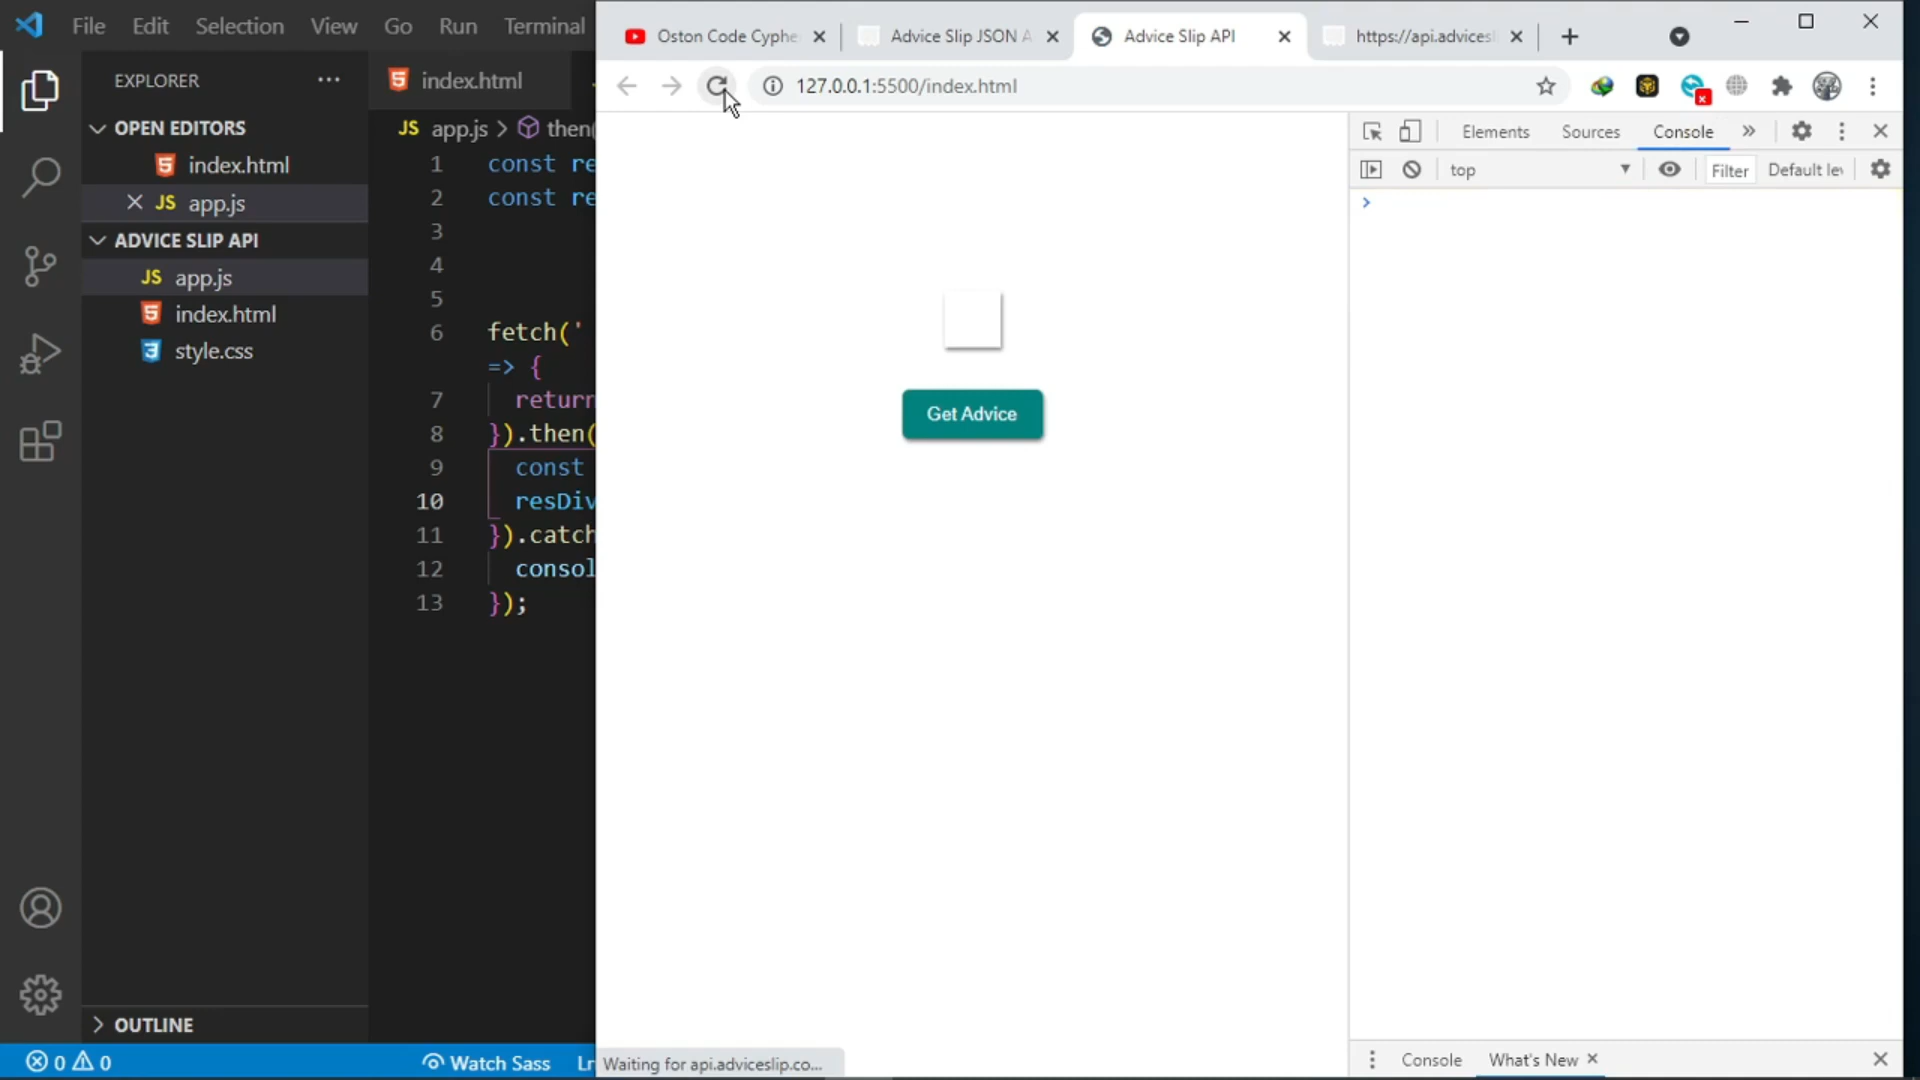 File Edit Selection View Go Run Terminal
EXPLORER
OPEN EDITORS
index.html
app.js
ADVICE SLIP API
app.js
index.html
style.css
OUTLINE
0 0
Watch Sass
Ln
index.html
JS app.js > then(
1 const re
2 const re
3
4
5
6 fetch('
=> {
7 return
8 }).then(
9 const
10 resDiv
11 }).catch
12 consol
13 });
Oston Code Cyphe
Advice Slip JSON A
Advice Slip API
https://api.advicesl
127.0.0.1:5500/index.html
Get Advice
Waiting for api.adviceslip.co...
Elements Sources Console
top
Filter
Default lev
Console What's New